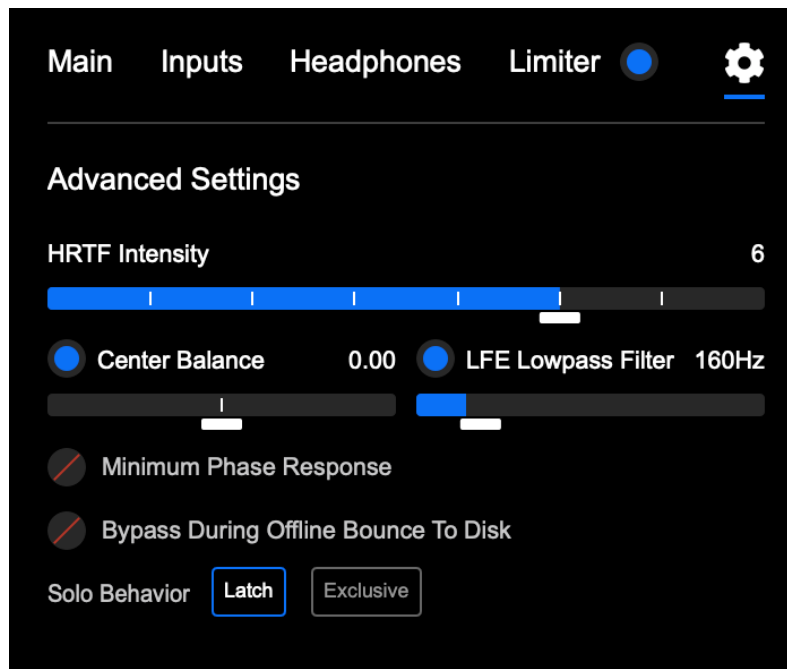 Main Inputs Headphones Limiter
Advanced Settings
HRTF Intensity 6
Center Balance 0.00 LFE Lowpass Filter 160Hz
Minimum Phase Response
Bypass During Offline Bounce To Disk
Solo Behavior Latch Exclusive